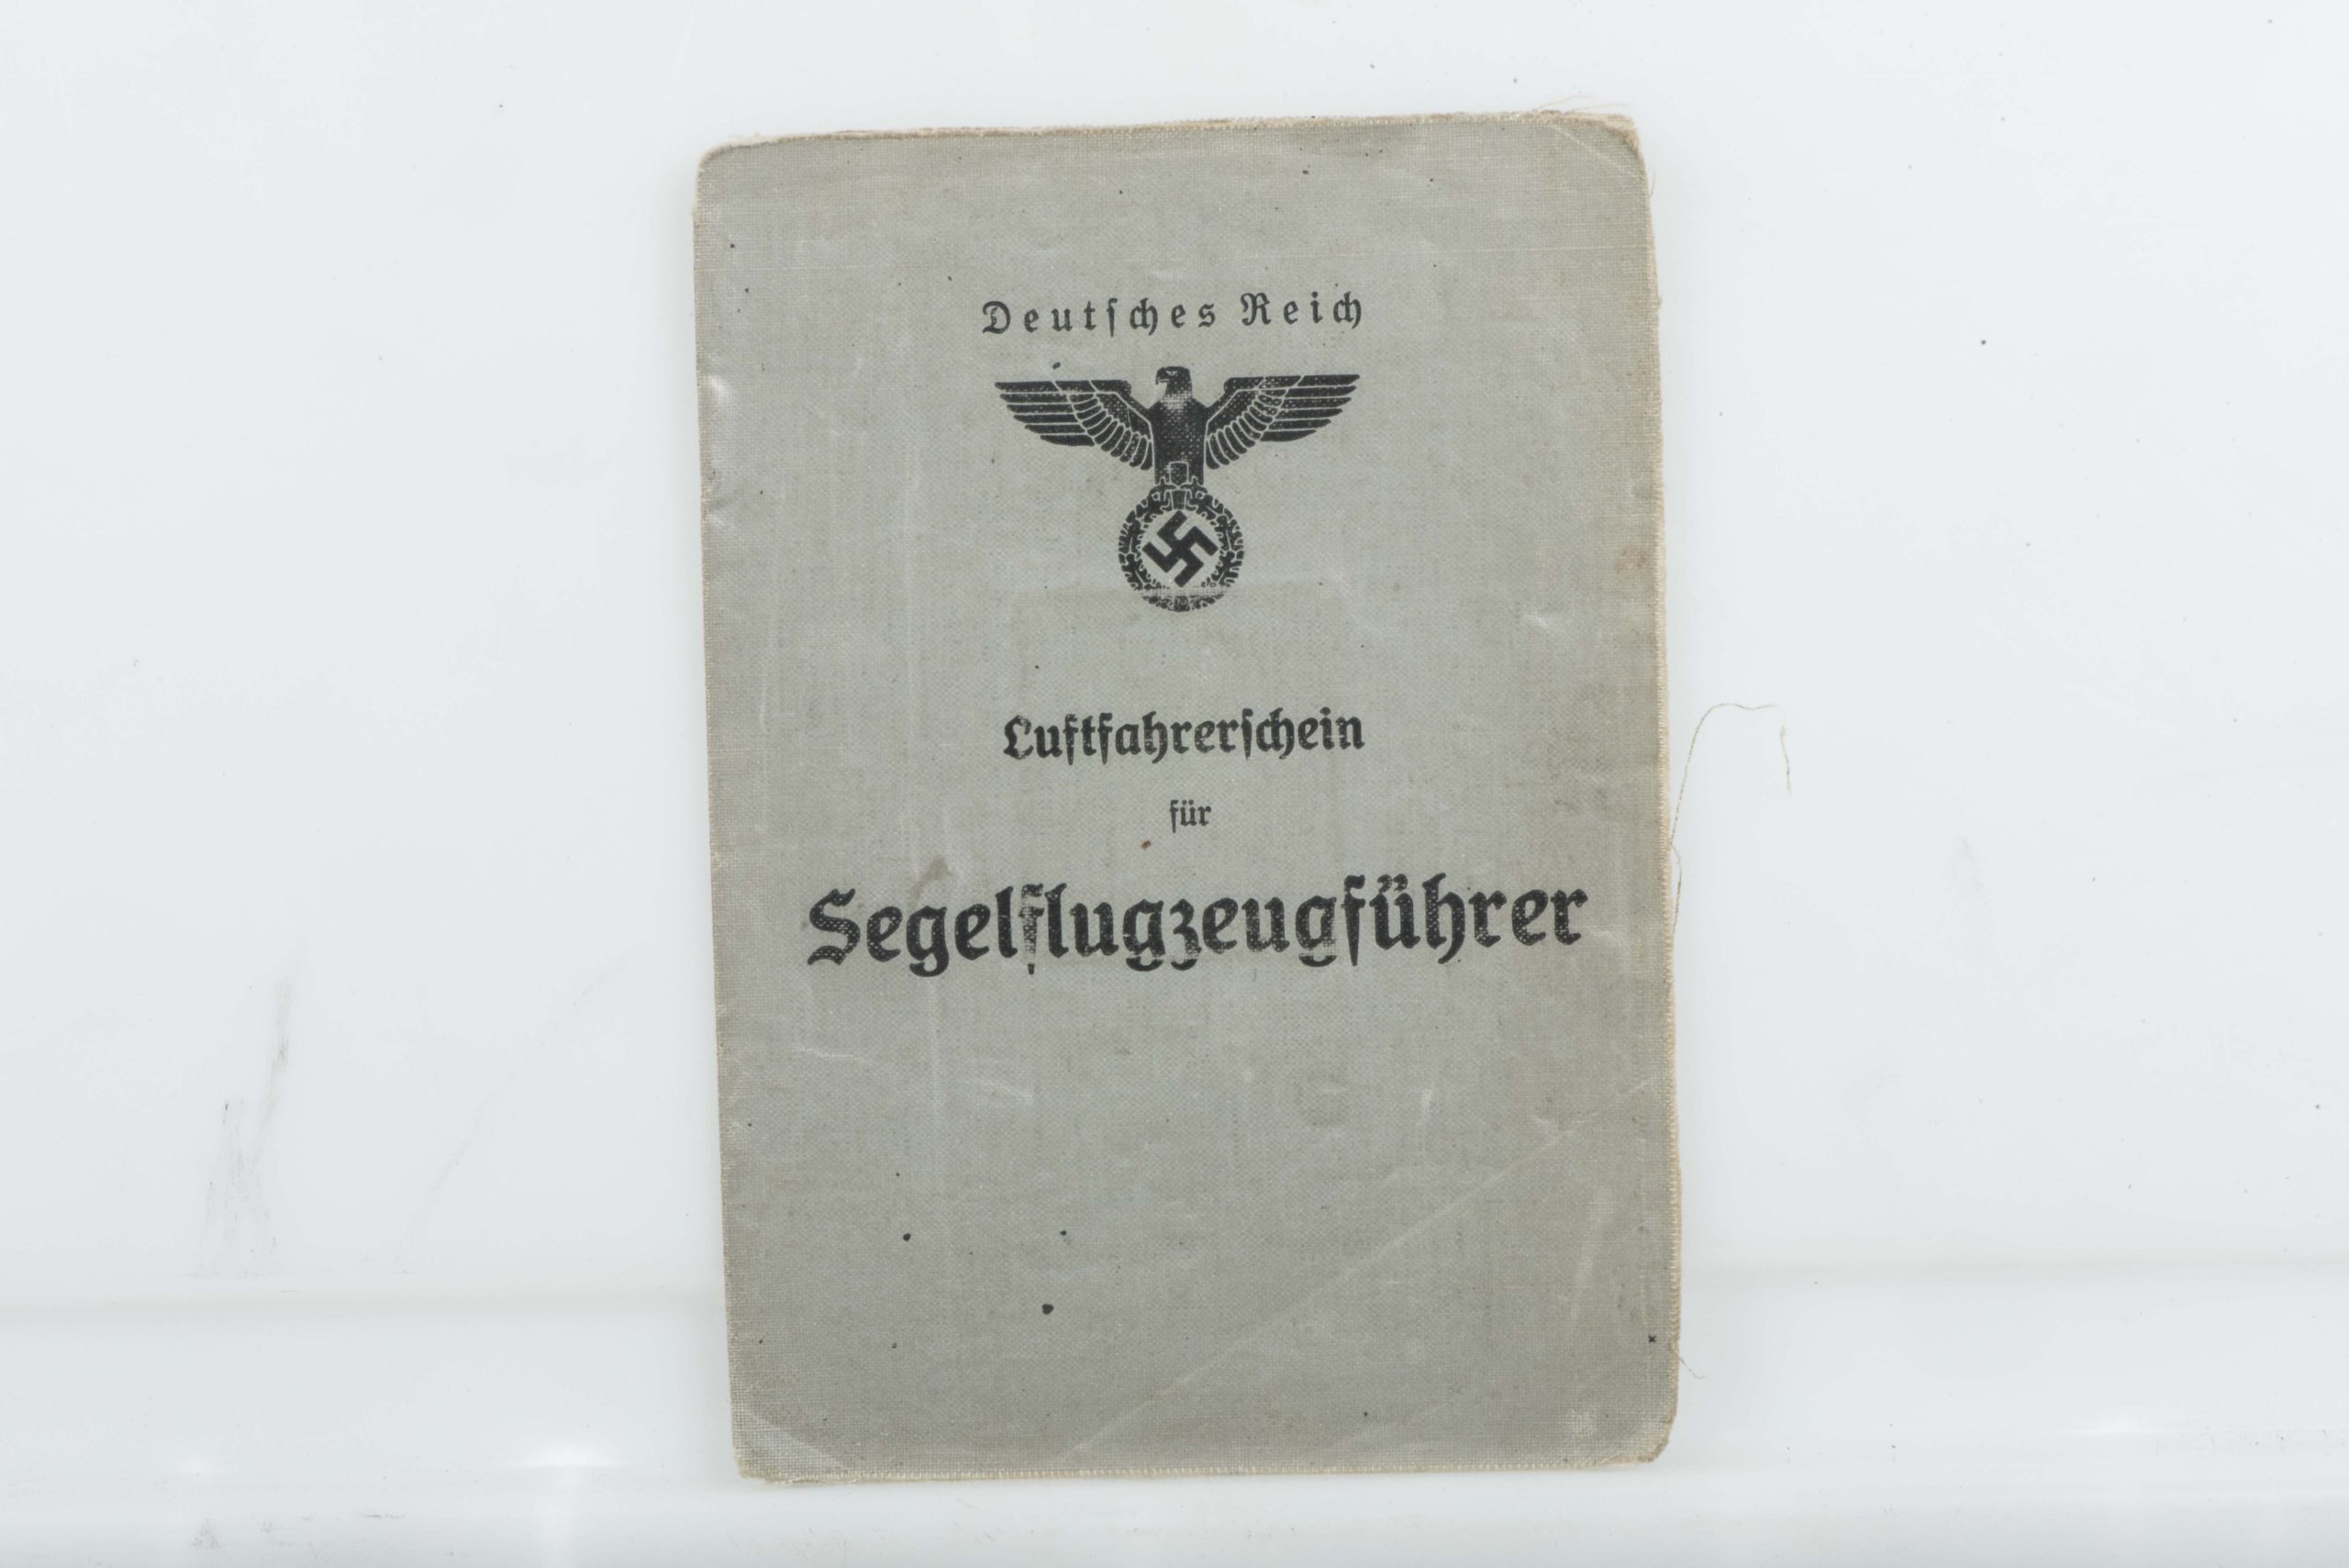 Deutsches Reich
Luftfahrerschein
für
Segelflugzeugführer